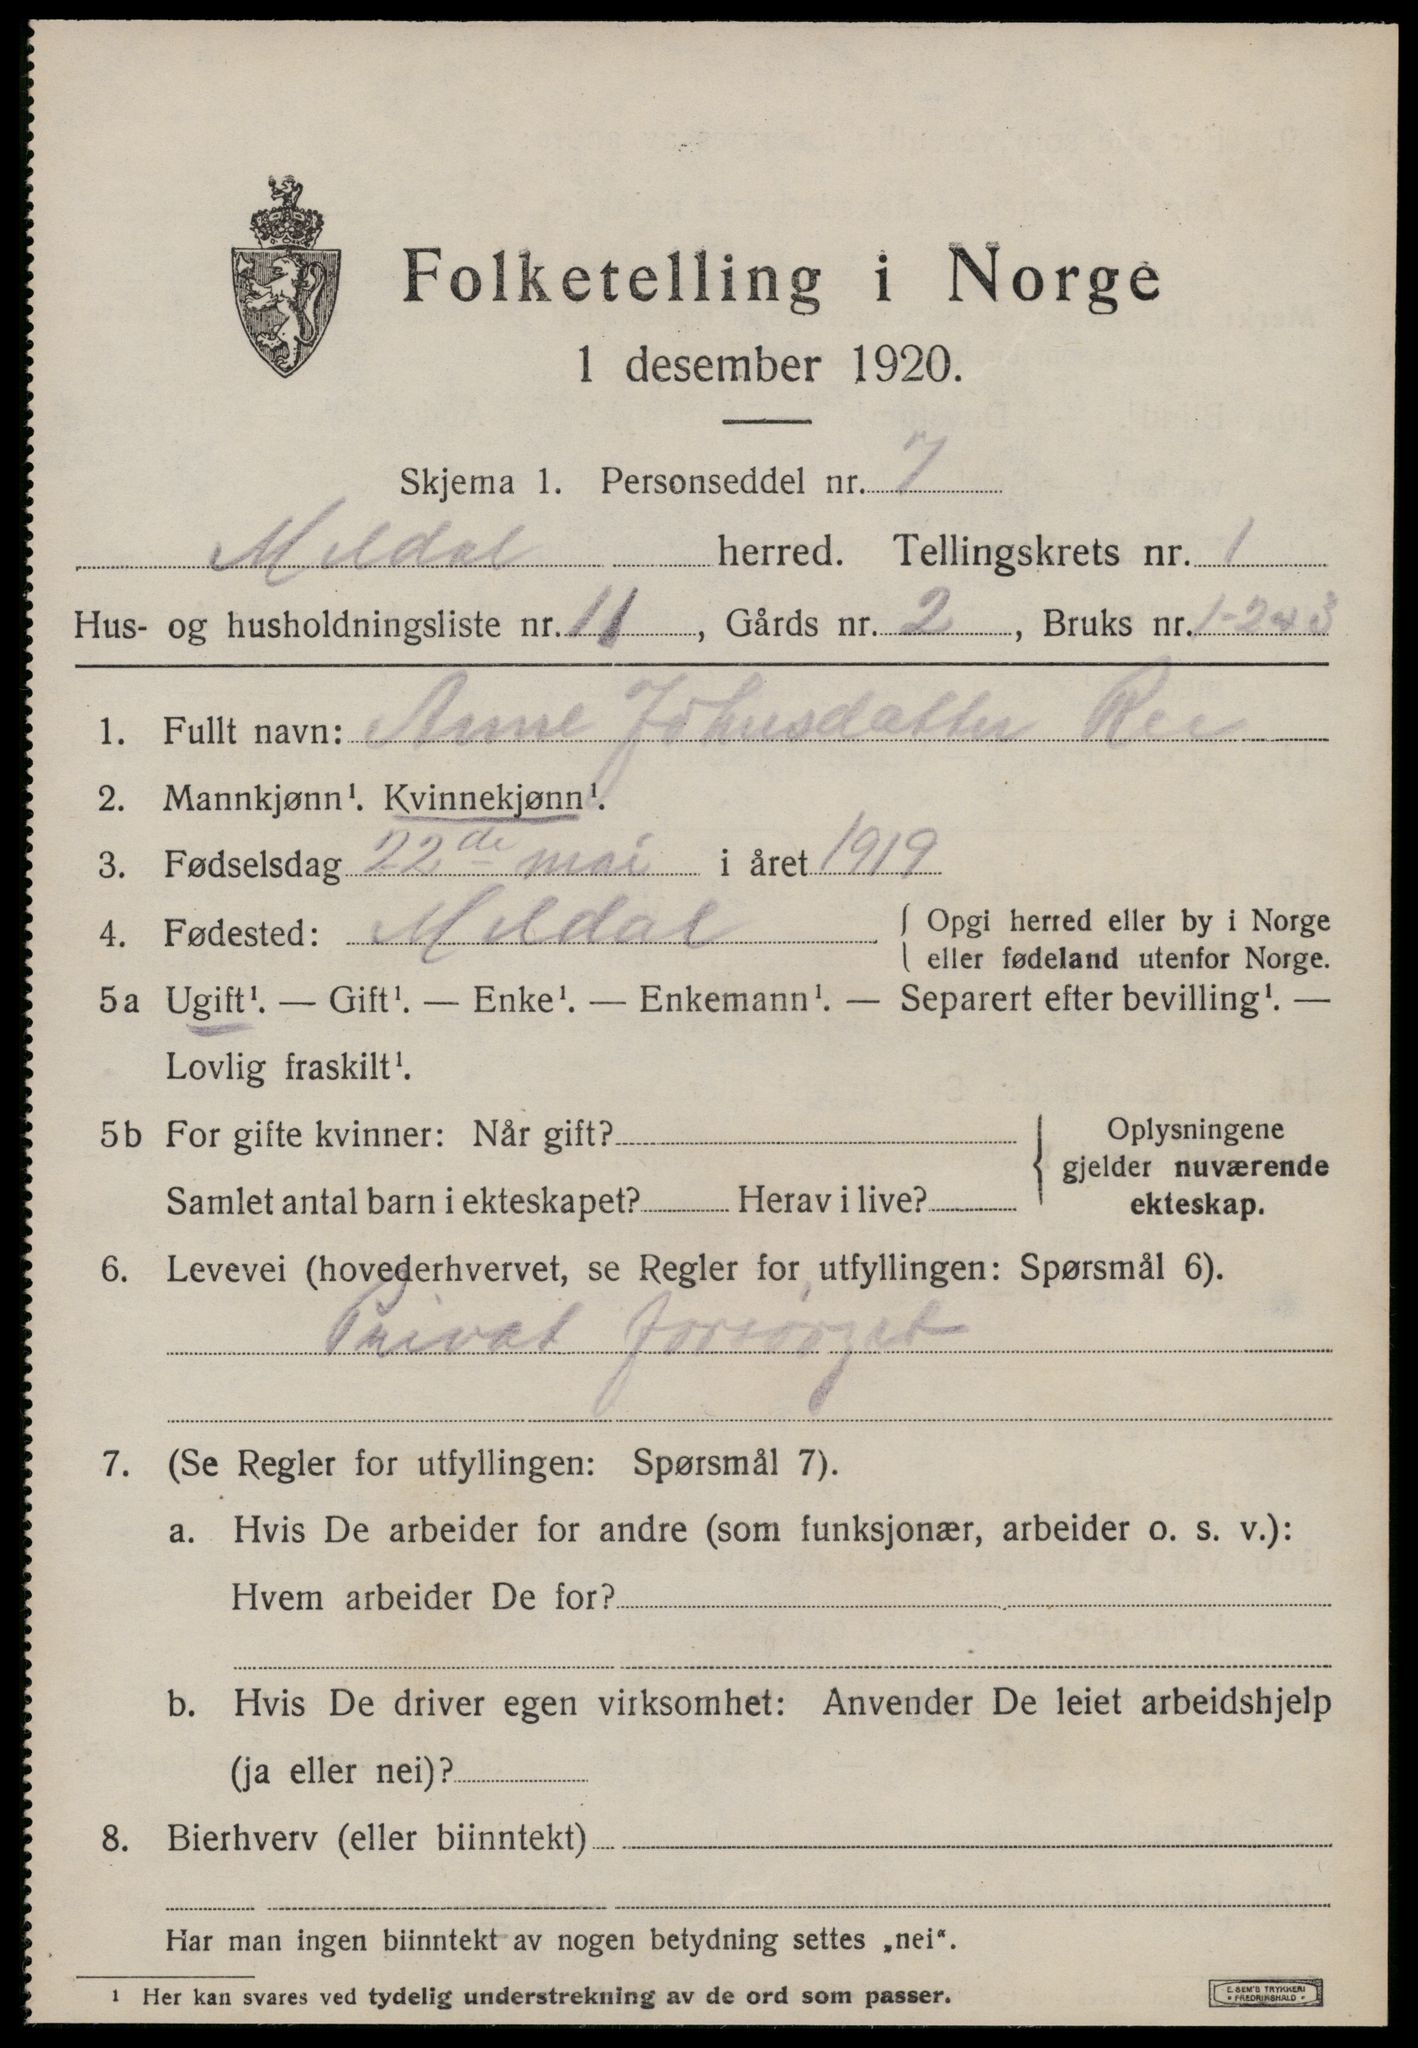 Folketelling i Norge
1 desember 1920.
Skjema 1. Personseddel nr. 7
Meldal herred. Tellingskrets nr. 1
Hus- og husholdningsliste nr. 11, Gårds nr. 2, Bruks nr. 1-2 & 3
1. Fullt navn: Anne Johnsdatter Ree
2. Mannkjønn¹. Kvinnekjønn¹.
3. Fødselsdag 22de mai i året 1919
4. Fødested: Meldal { Opgi herred eller by i Norge
eller fødeland utenfor Norge.
5a Ugift¹. — Gift¹. — Enke¹. — Enkemann¹. — Separert efter bevilling¹. —
Lovlig fraskilt¹.
5b For gifte kvinner: Når gift?
Samlet antal barn i ekteskapet? Herav i live?
{ Oplysningene
gjelder nuværende
ekteskap.
6. Levevei (hovederhvervet, se Regler for utfyllingen: Spørsmål 6).
Privat forsørget
7. (Se Regler for utfyllingen: Spørsmål 7).
a. Hvis De arbeider for andre (som funksjonær, arbeider o. s. v.):
Hvem arbeider De for?
b. Hvis De driver egen virksomhet: Anvender De leiet arbeidshjelp
(ja eller nei)?
8. Bierhverv (eller biinntekt)
Har man ingen biinntekt av nogen betydning settes „nei“.
¹ Her kan svares ved tydelig understrekning av de ord som passer.
E. SEM'S TRYKKERI
FREDRIKSHALD